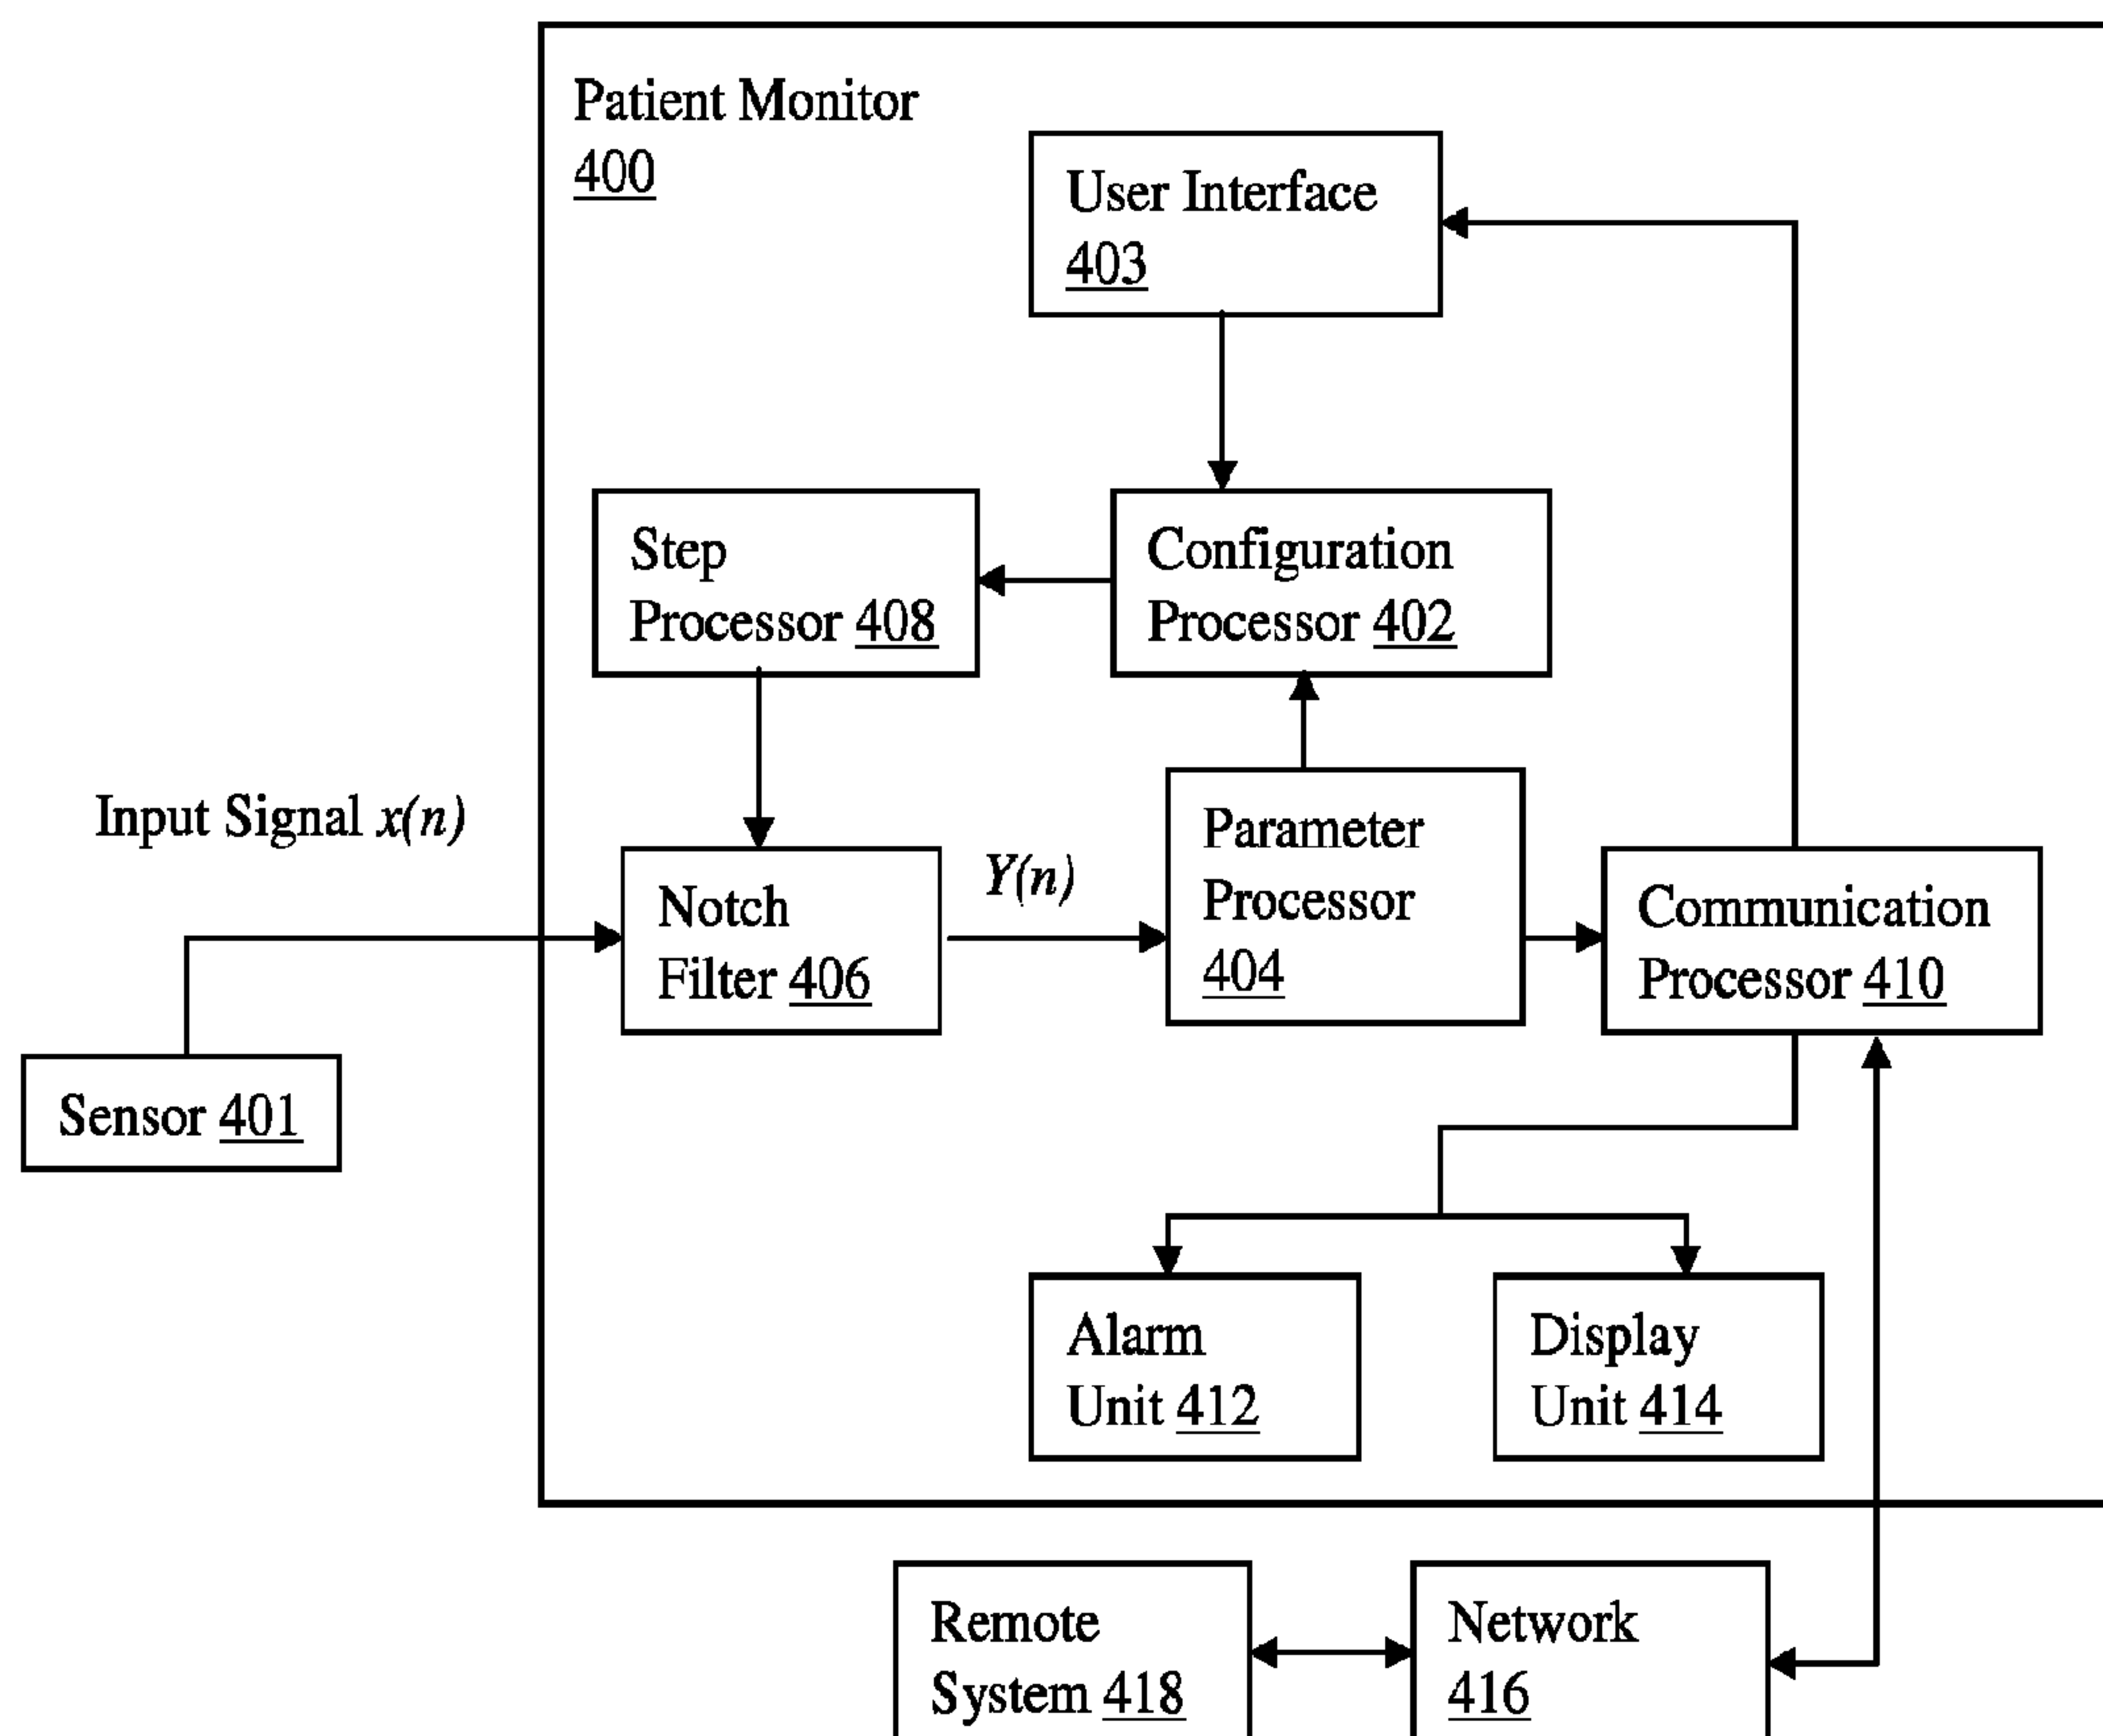 Patient Monitor
400
User Interface
403
Step
Processor 408
Configuration
Processor 402
Input Signal x(n)
Notch
Filter 406
Y(n)
Parameter
Processor
404
Communication
Processor 410
Sensor 401
Alarm
Unit 412
Display
Unit 414
Remote
System 418
Network
416